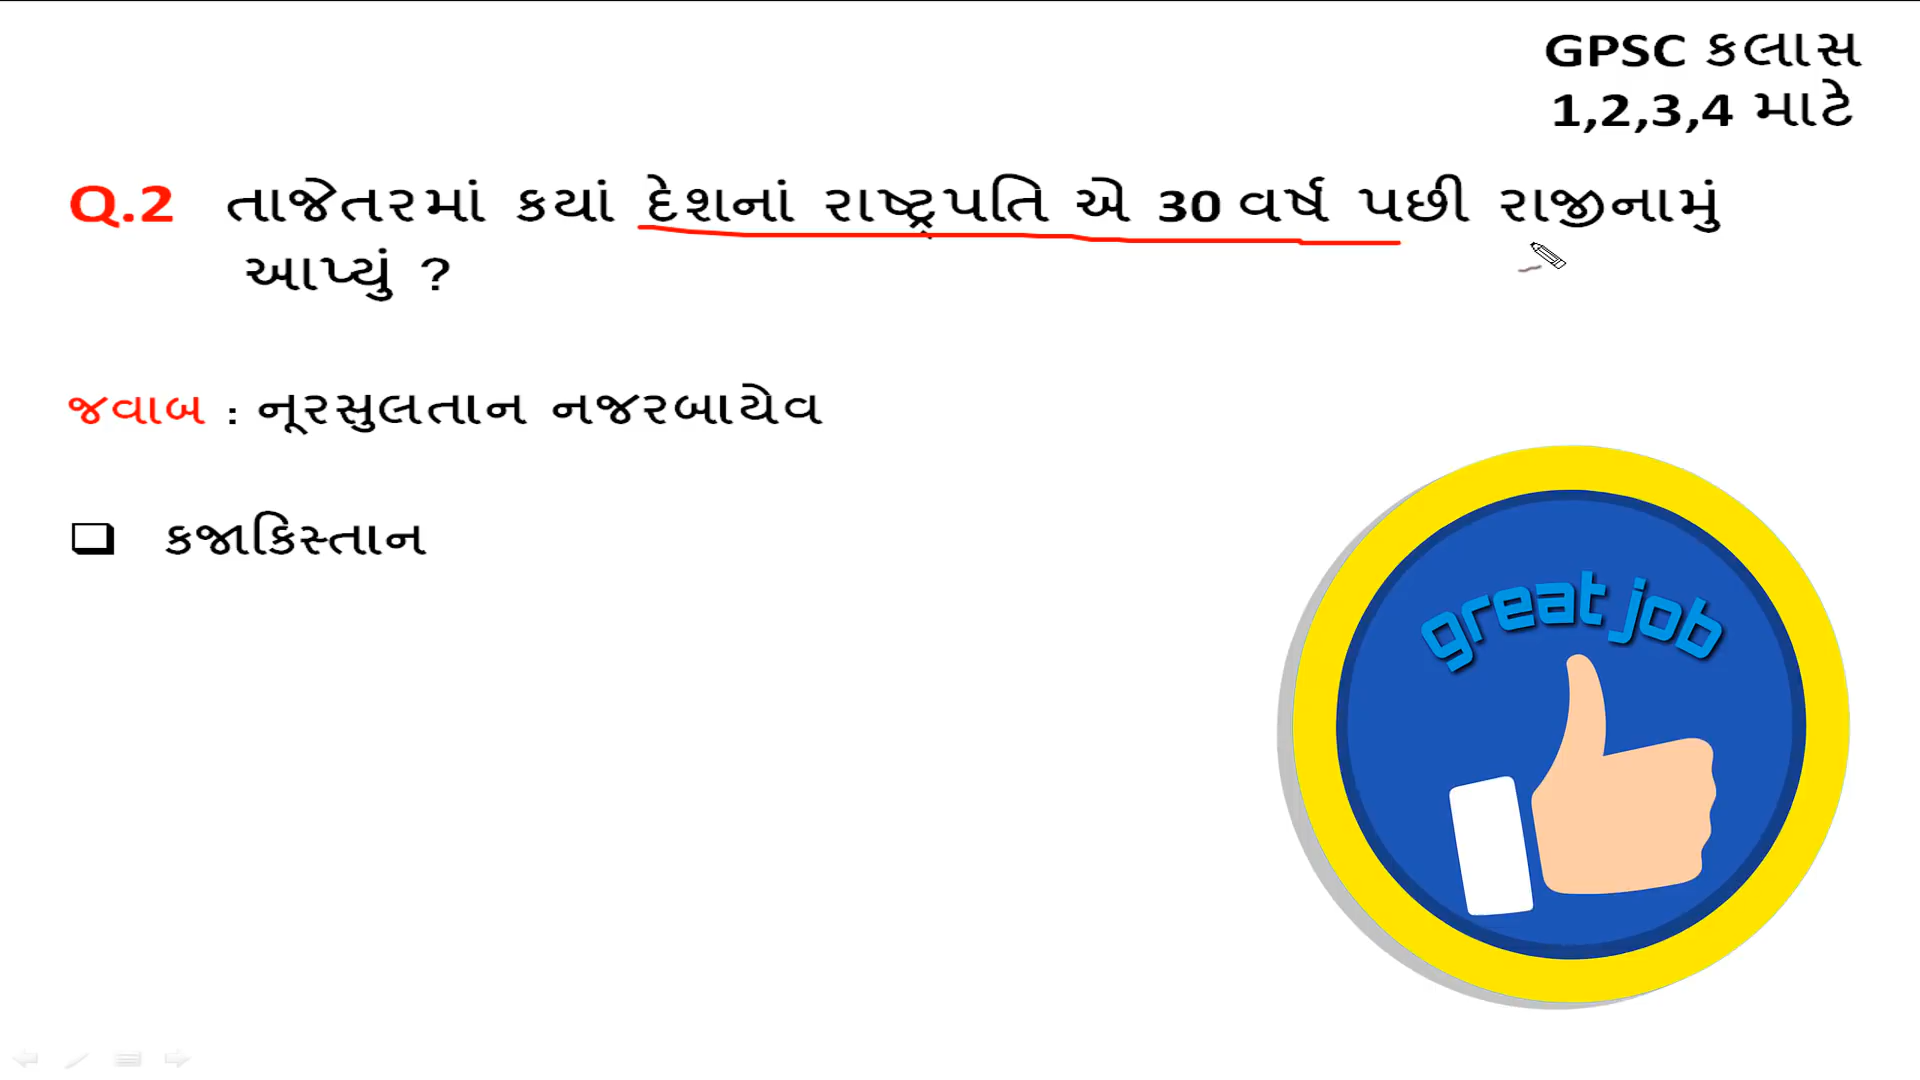 GPSC કલાસ
1,2,3,4 માટે
Q.2 તાજેતરમાં કયાં દેશનાં રાષ્ટ્રપતિ એ 30 વર્ષ પછી રાજીનામું
આપ્યું ?
જવાબ : નૂરસુલતાન નજરબાયેવ
કજાકિસ્તાન
great job